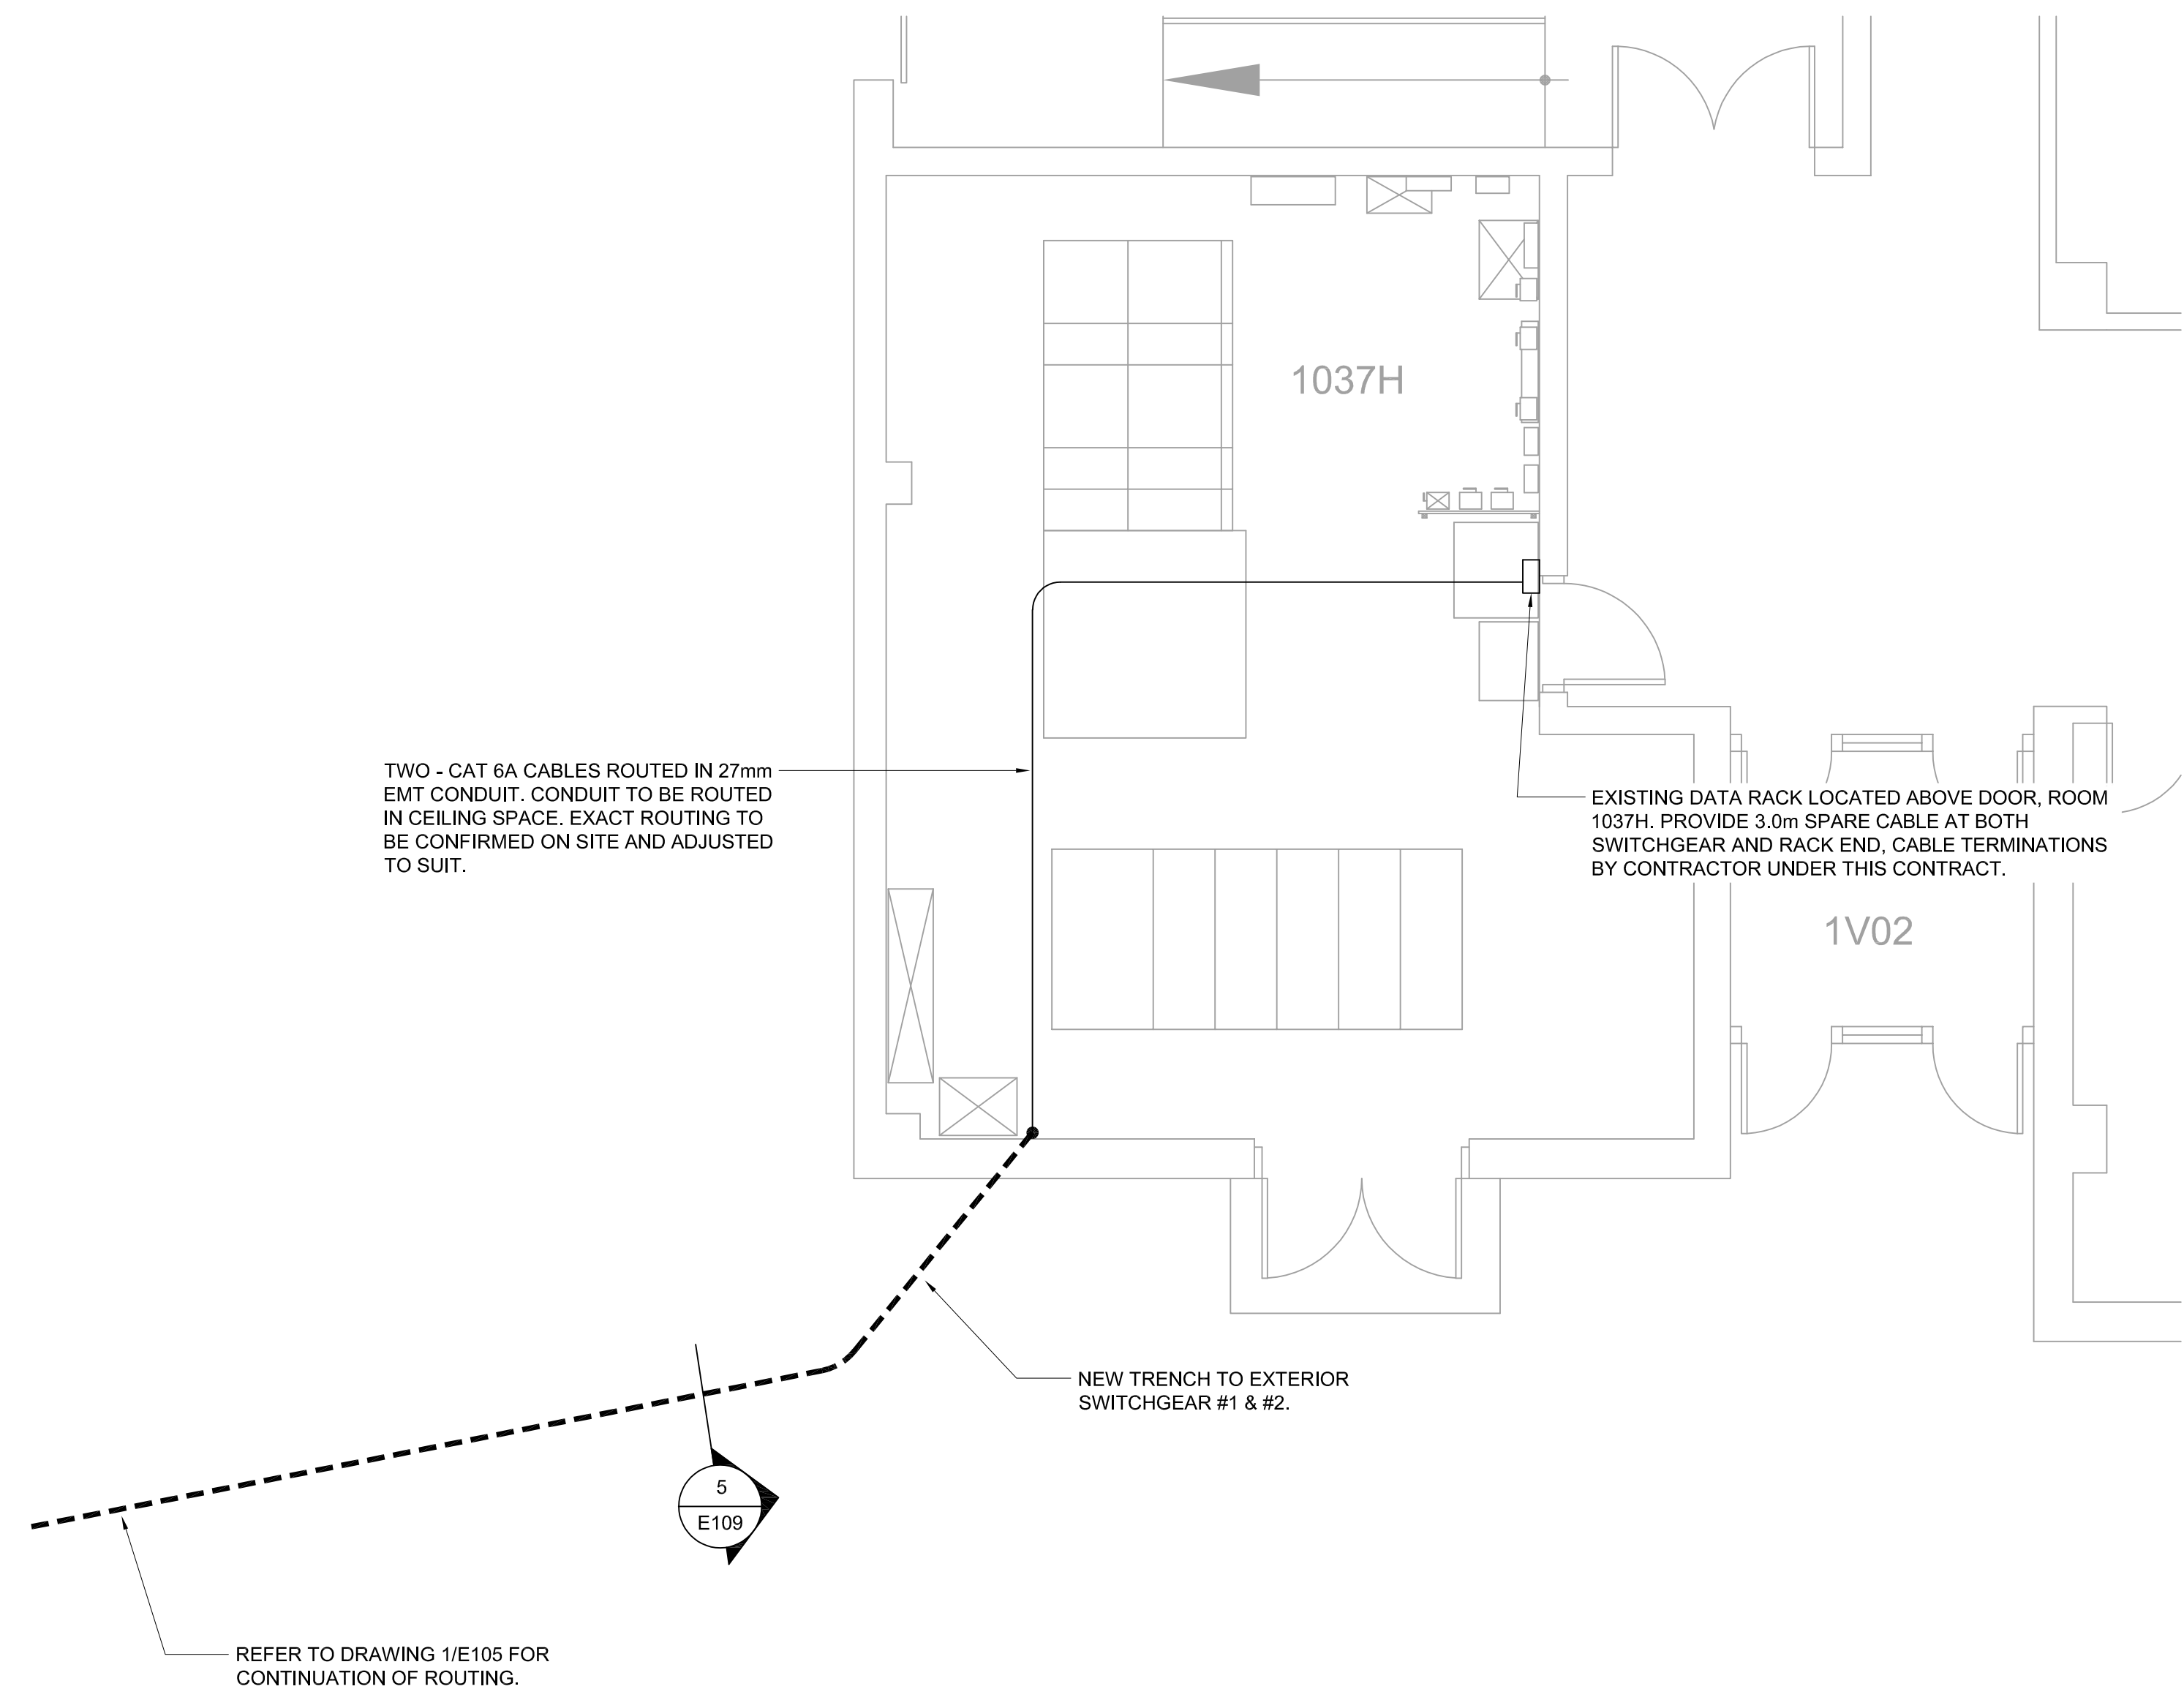 1037H
TWO - CAT 6A CABLES ROUTED IN 27mm
EMT CONDUIT. CONDUIT TO BE ROUTED
IN CEILING SPACE. EXACT ROUTING TO
BE CONFIRMED ON SITE AND ADJUSTED
TO SUIT.
EXISTING DATA RACK LOCATED ABOVE DOOR, ROOM
1037H. PROVIDE 3.0m SPARE CABLE AT BOTH
SWITCHGEAR AND RACK END, CABLE TERMINATIONS
BY CONTRACTOR UNDER THIS CONTRACT.
1V02
NEW TRENCH TO EXTERIOR
SWITCHGEAR #1 & #2.
5
E109
REFER TO DRAWING 1/E105 FOR
CONTINUATION OF ROUTING.